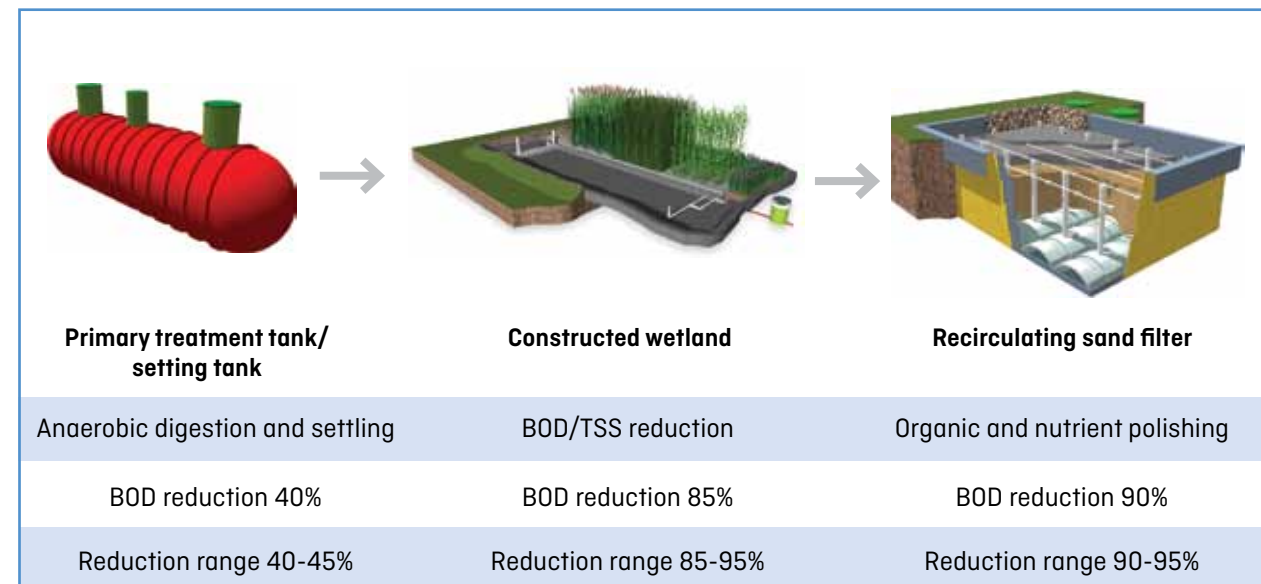 Primary treatment tank/
setting tank
Constructed wetland
Recirculating sand filter
Anaerobic digestion and settling
BOD/TSS reduction
Organic and nutrient polishing
BOD reduction 40%
BOD reduction 85%
BOD reduction 90%
Reduction range 40-45%
Reduction range 85-95%
Reduction range 90-95%